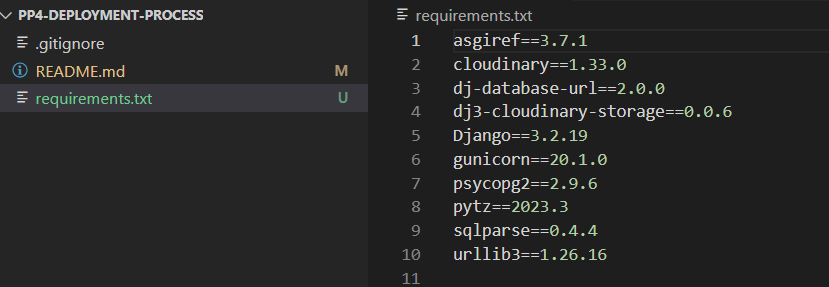 PP4-DEPLOYMENT-PROCESS
.gitignore
README.md M
requirements.txt U
requirements.txt
1 asgiref==3.7.1
2 cloudinary==1.33.0
3 dj-database-url==2.0.0
4 dj3-cloudinary-storage==0.0.6
5 Django==3.2.19
6 gunicorn==20.1.0
7 psycopg2==2.9.6
8 pytz==2023.3
9 sqlparse==0.4.4
10 urllib3==1.26.16
11